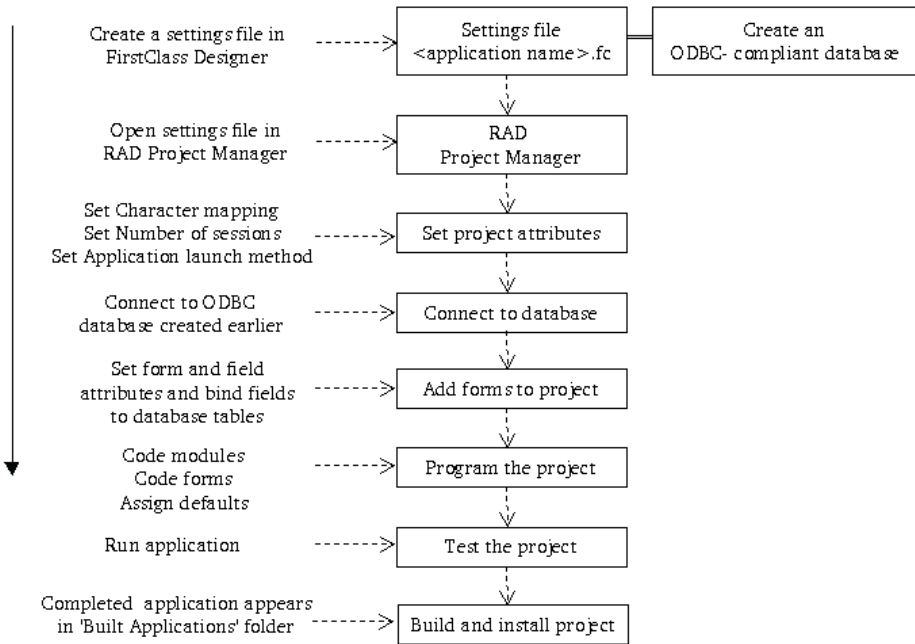 Create a settings file in
FirstClass Designer
Settings file
<application name>.fc
Create an
ODBC- compliant database
Open settings file in
RAD Project Manager
RAD
Project Manager
Set Character mapping
Set Number of sessions
Set Application launch method
Set project attributes
Connect to ODBC
database created earlier
Connect to database
Set form and field
attributes and bind fields
to database tables
Add forms to project
Code modules
Code forms
Assign defaults
Program the project
Run application
Test the project
Completed application appears
in 'Built Applications' folder
Build and install project